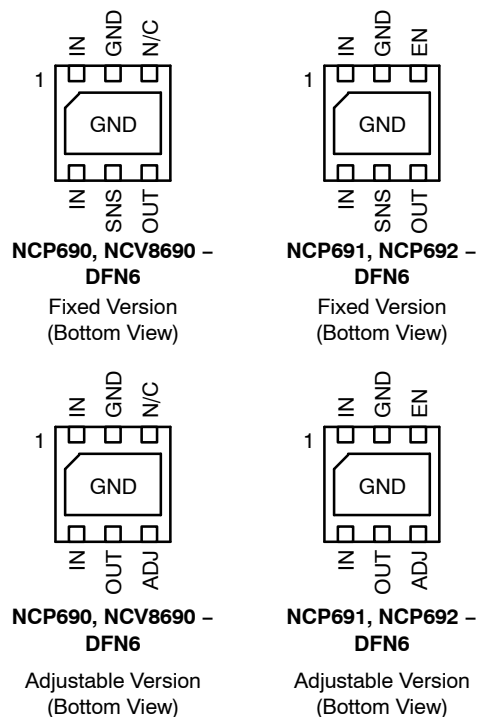 IN GND N/C
1
GND
IN SNS OUT
NCP690, NCV8690 –
DFN6
Fixed Version
(Bottom View)
IN GND EN
1
GND
IN SNS OUT
NCP691, NCP692 –
DFN6
Fixed Version
(Bottom View)
IN GND N/C
1
GND
IN OUT ADJ
NCP690, NCV8690 –
DFN6
Adjustable Version
(Bottom View)
IN GND EN
1
GND
IN OUT ADJ
NCP691, NCP692 –
DFN6
Adjustable Version
(Bottom View)